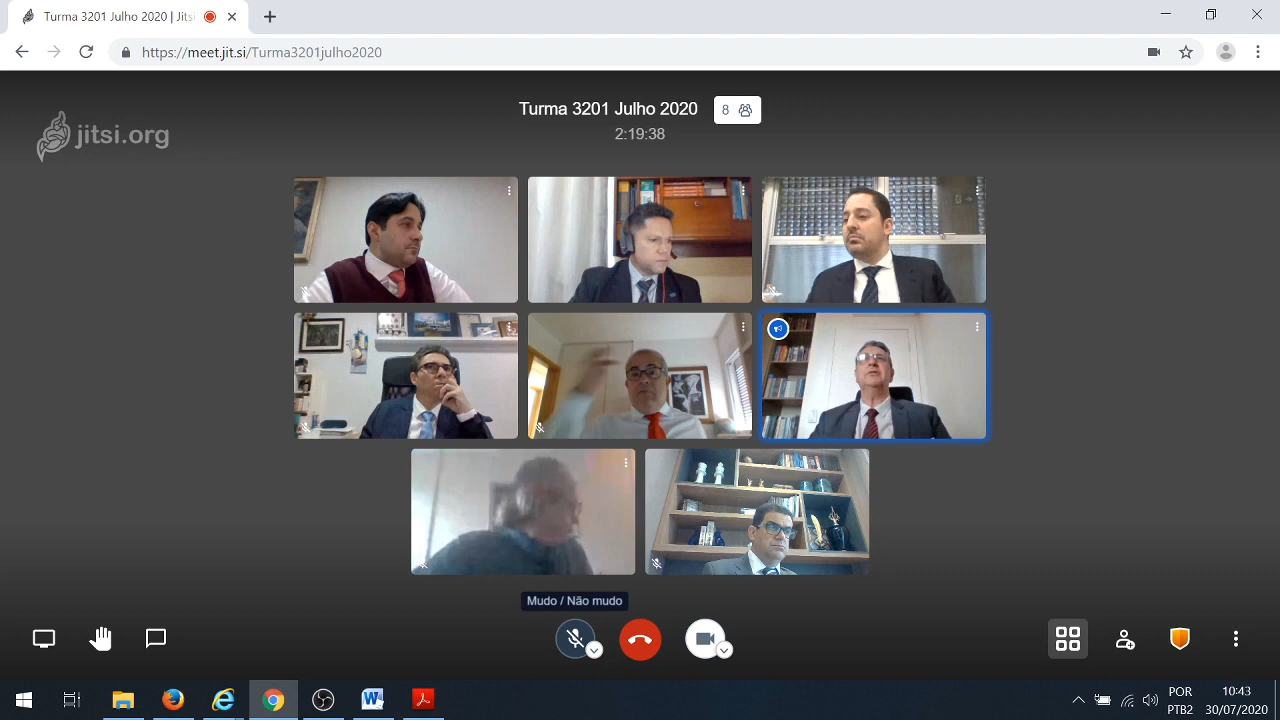 Turma 3201 Julho 2020 | Jits
https://meet.jit.si/Turma3201julho2020
jitsi.org
Turma 3201 Julho 2020
8
2:19:38
Mudo / Não mudo
POR
PTB2
10:43
30/07/2020